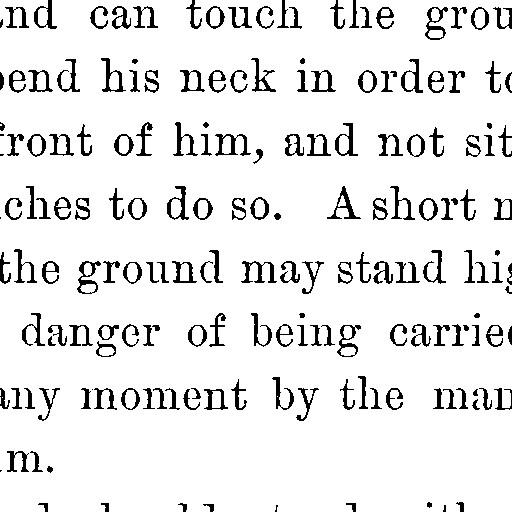 and can touch the grou
bend his neck in order to
front of him, and not sit
ches to do so. A short
the ground may stand hig
danger of being carried
any moment by the man